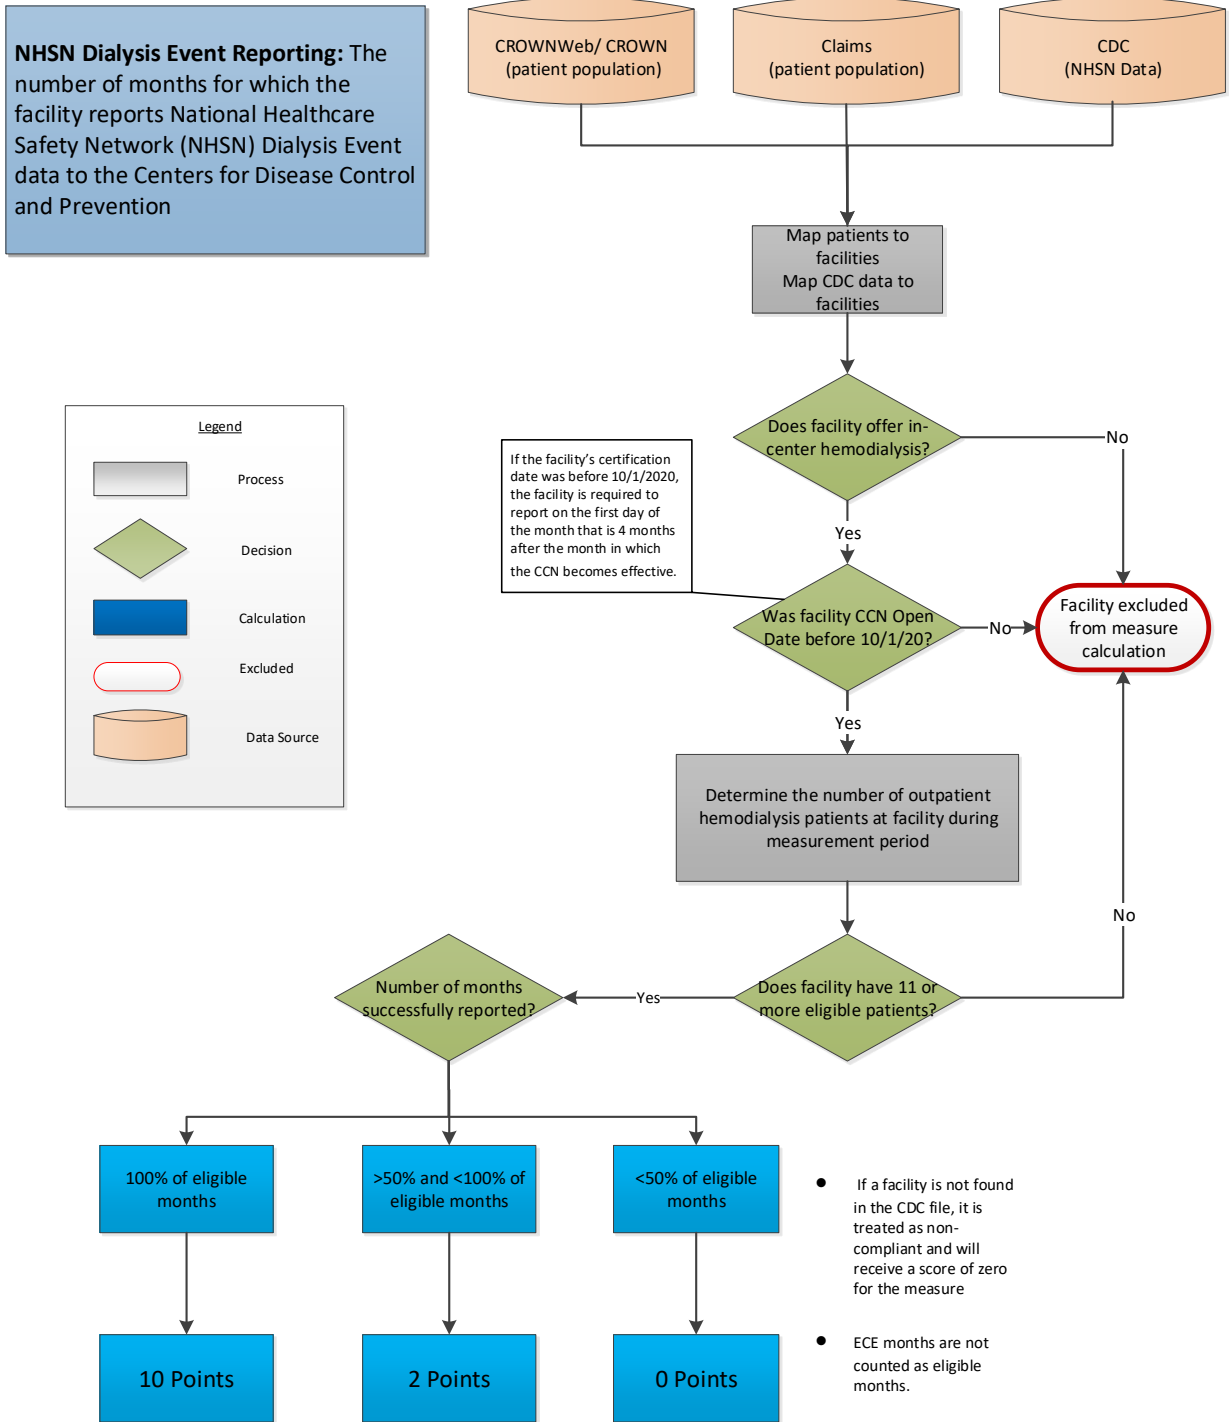 NHSN Dialysis Event Reporting: The
number of months for which the
facility reports National Healthcare
Safety Network (NHSN) Dialysis Event
data to the Centers for Disease Control
and Prevention
CROWNWeb/ CROWN
(patient population)
Claims
(patient population)
CDC
(NHSN Data)
Map patients to
facilities
Map CDC data to
facilities
Legend
Process
Decision
Calculation
Excluded
Data Source
Does facility offer in-
center hemodialysis?
No
Yes
If the facility’s certification
date was before 10/1/2020,
the facility is required to
report on the first day of
the month that is 4 months
after the month in which
the CCN becomes effective.
Was facility CCN Open
Date before 10/1/20?
No
Facility excluded
from measure
calculation
Yes
Determine the number of outpatient
hemodialysis patients at facility during
measurement period
No
Does facility have 11 or
more eligible patients?
Yes
Number of months
successfully reported?
100% of eligible
months
>50% and <100% of
eligible months
<50% of eligible
months
10 Points
2 Points
0 Points
• If a facility is not found
in the CDC file, it is
treated as non-
compliant and will
receive a score of zero
for the measure
• ECE months are not
counted as eligible
months.